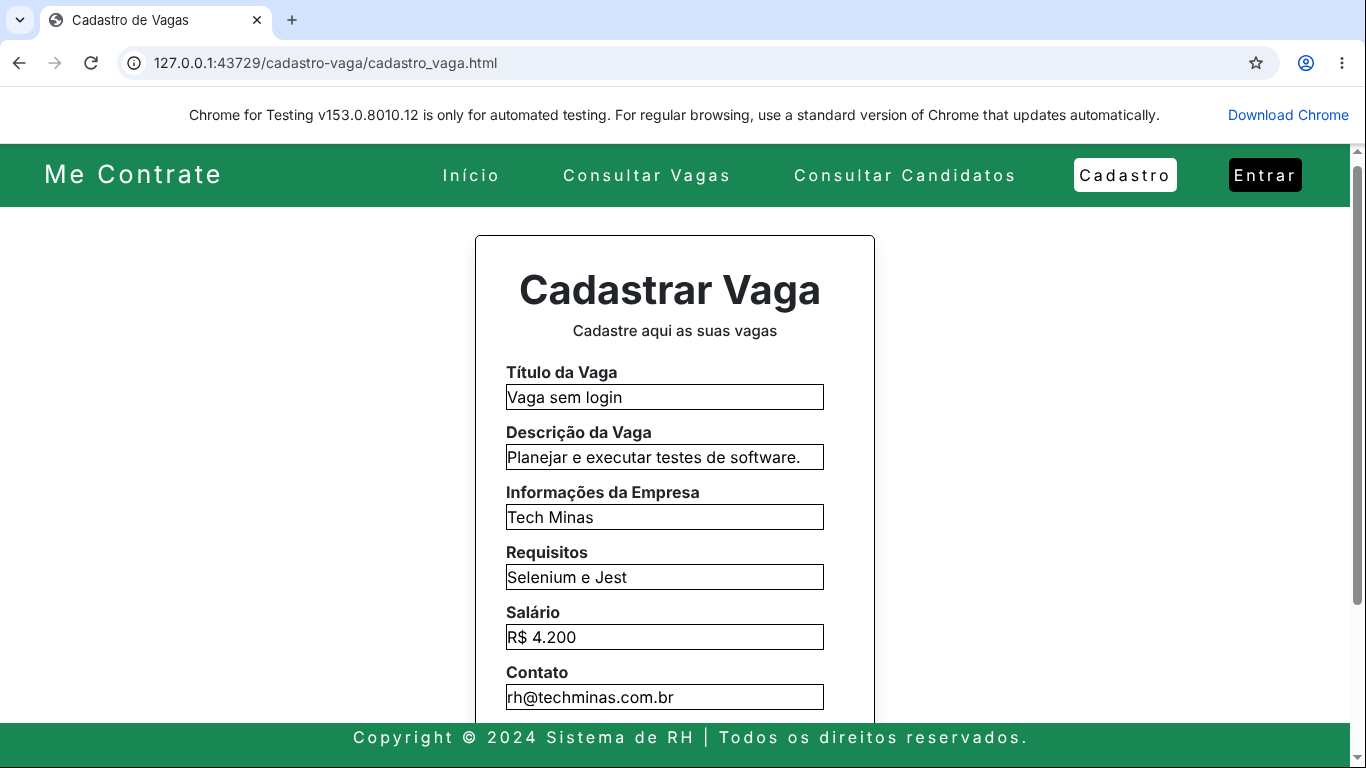 Cadastro de Vagas
127.0.0.1:43729/cadastro-vaga/cadastro_vaga.html
Chrome for Testing v153.0.8010.12 is only for automated testing. For regular browsing, use a standard version of Chrome that updates automatically. Download Chrome
Me Contrate Início Consultar Vagas Consultar Candidatos Cadastro Entrar
Cadastrar Vaga
Cadastre aqui as suas vagas
Título da Vaga
Vaga sem login
Descrição da Vaga
Planejar e executar testes de software.
Informações da Empresa
Tech Minas
Requisitos
Selenium e Jest
Salário
R$ 4.200
Contato
rh@techminas.com.br
Copyright © 2024 Sistema de RH | Todos os direitos reservados.